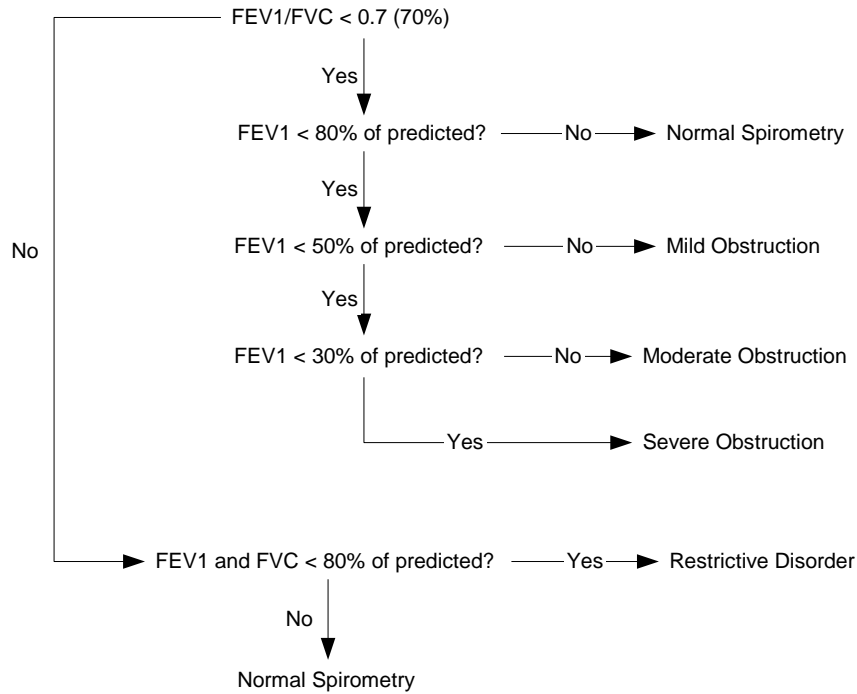 FEV1/FVC < 0.7 (70%)
Yes
FEV1 < 80% of predicted?
No
Normal Spirometry
Yes
No
FEV1 < 50% of predicted?
No
Mild Obstruction
Yes
FEV1 < 30% of predicted?
No
Moderate Obstruction
Yes
Severe Obstruction
FEV1 and FVC < 80% of predicted?
Yes
Restrictive Disorder
No
Normal Spirometry